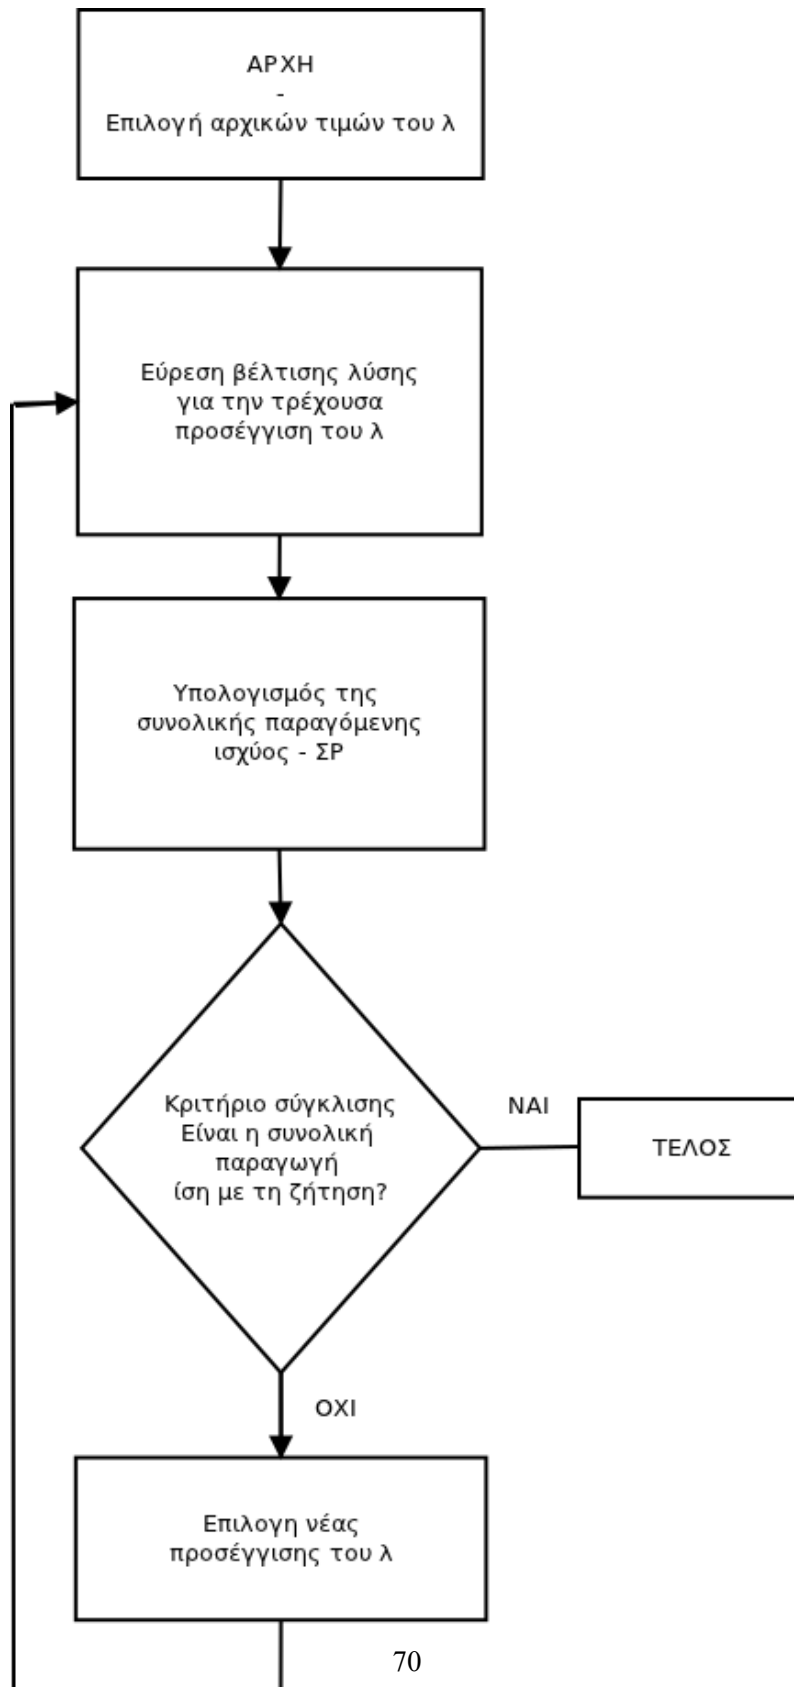 ΑΡΧΗ
-
Επιλογή αρχικών τιμών του λ
Εύρεση βέλτισης λύσης
για την τρέχουσα
προσέγγιση του λ
Υπολογισμός της
συνολικής παραγόμενης
ισχύος - ΣΡ
Κριτήριο σύγκλισης
Είναι η συνολική
παραγωγή
ίση με τη ζήτηση?
ΝΑΙ
ΤΕΛΟΣ
ΟΧΙ
Επιλογη νέας
προσέγγισης του λ
70